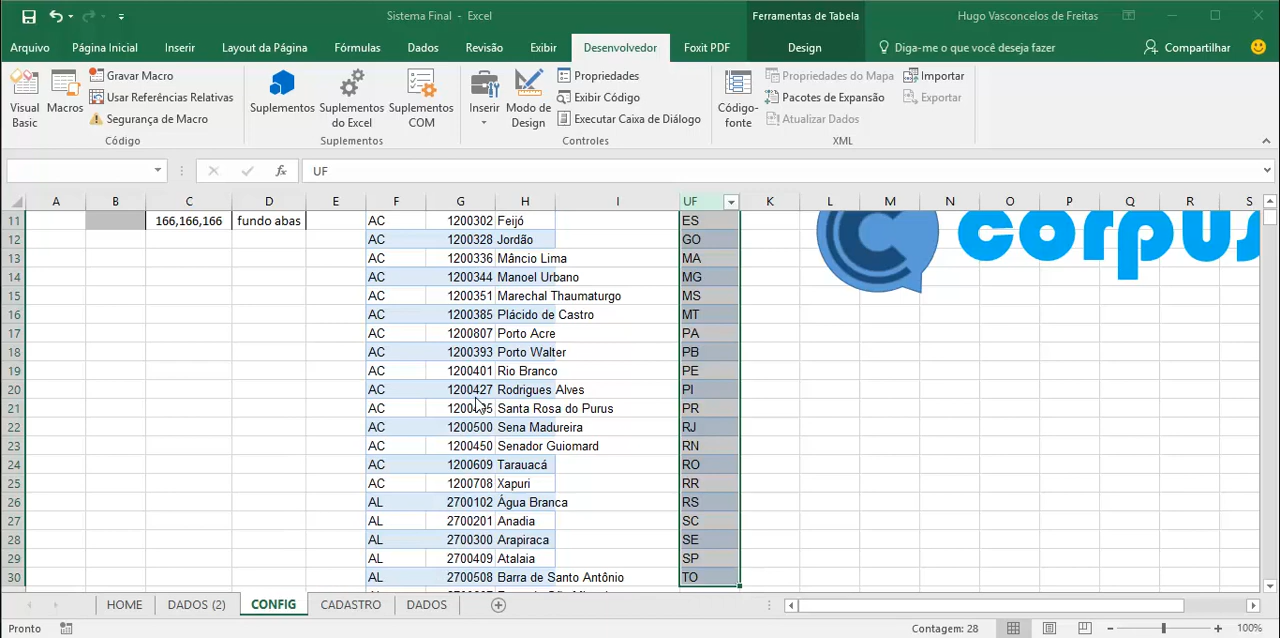 Sistema Final - Excel
Ferramentas de Tabela
Hugo Vasconcelos de Freitas
Arquivo Página Inicial Inserir Layout da Página Fórmulas Dados Revisão Exibir Desenvolvedor Foxit PDF Design Diga-me o que você deseja fazer Compartilhar
Visual Basic
Macros
Gravar Macro
Usar Referências Relativas
Segurança de Macro
Código
Suplementos
Suplementos do Excel
Suplementos COM
Suplementos
Inserir
Modo de Design
Propriedades
Exibir Código
Executar Caixa de Diálogo
Controles
Código-fonte
Propriedades do Mapa
Pacotes de Expansão
Atualizar Dados
Importar
Exportar
XML
fx UF
A B C D E F G H I UF K L M N O P Q R S
11 166,166,166 fundo abas AC 1200302 Feijó ES
12 AC 1200328 Jordão GO
13 AC 1200336 Mâncio Lima MA
14 AC 1200344 Manoel Urbano MG
15 AC 1200351 Marechal Thaumaturgo MS
16 AC 1200385 Plácido de Castro MT
17 AC 1200807 Porto Acre PA
18 AC 1200393 Porto Walter PB
19 AC 1200401 Rio Branco PE
20 AC 1200427 Rodrigues Alves PI
21 AC Santa Rosa do Purus PR
22 AC 1200500 Sena Madureira RJ
23 AC 1200450 Senador Guiomard RN
24 AC 1200609 Tarauacá RO
25 AC 1200708 Xapuri RR
26 AL 2700102 Água Branca RS
27 AL 2700201 Anadia SC
28 AL 2700300 Arapiraca SE
29 AL 2700409 Atalaia SP
30 AL 2700508 Barra de Santo Antônio TO
corpus
HOME DADOS (2) CONFIG CADASTRO DADOS
Pronto Contagem: 28 100%